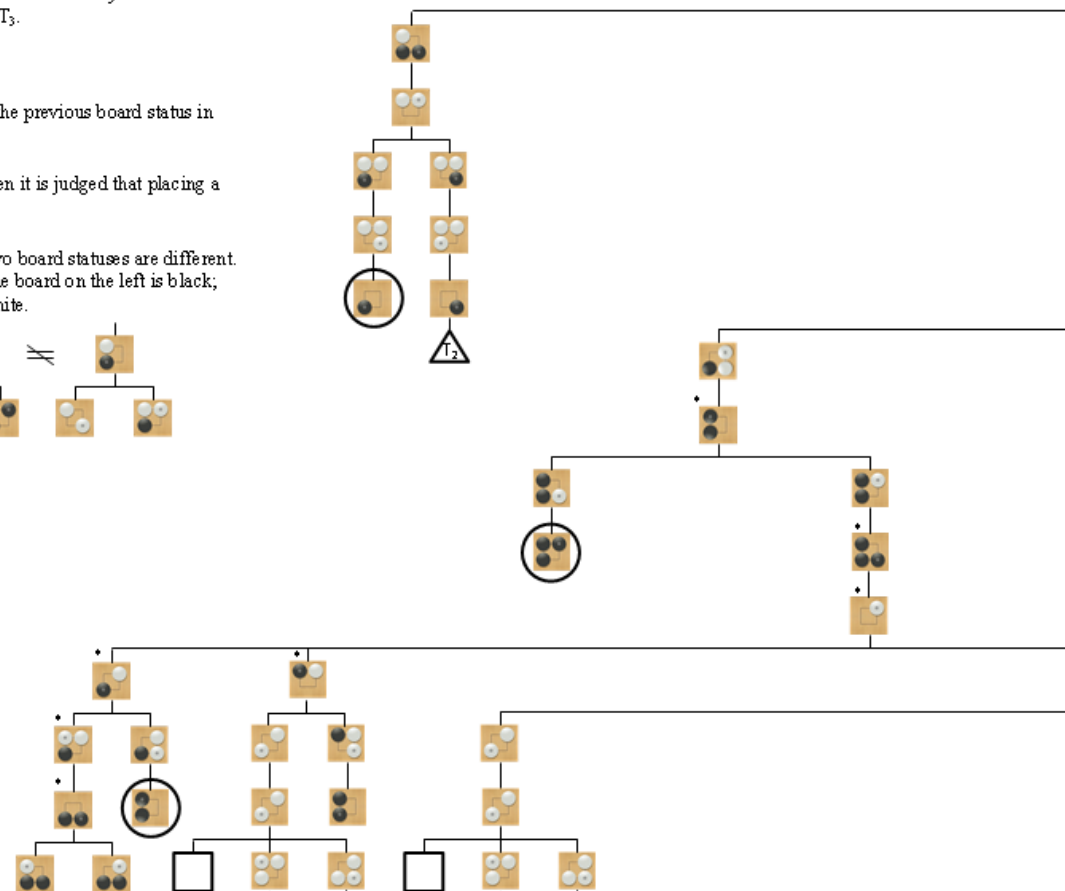 T₃.
he previous board status in
en it is judged that placing a
vo board statuses are different.
e board on the left is black;
nite.
T₂